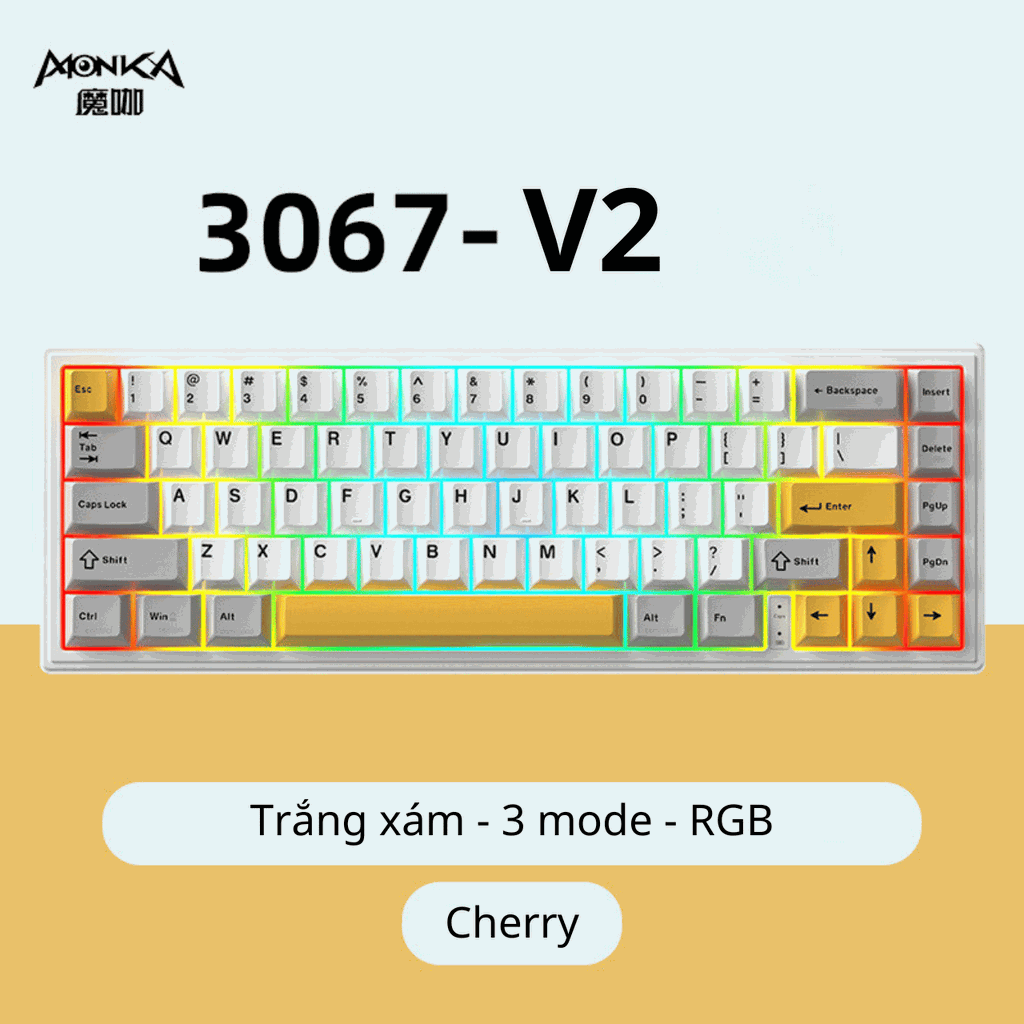 MONKA
魔咖
3067- V2
Esc ! 1 @ 2 # 3 $ 4 % 5 ^ 6 & 7 * 8 ( 9 ) 0 — - + = ← Backspace Insert
Tab Q W E R T Y U I O P { [ } ] | \ Delete
Caps Lock A S D F G H J K L : ; " ' ↵ Enter PgUp
⇧ Shift Z X C V B N M < , > . ? / ⇧ Shift ↑ PgDn
Ctrl Win Alt Alt Fn ← ↓ →
Trắng xám - 3 mode - RGB
Cherry